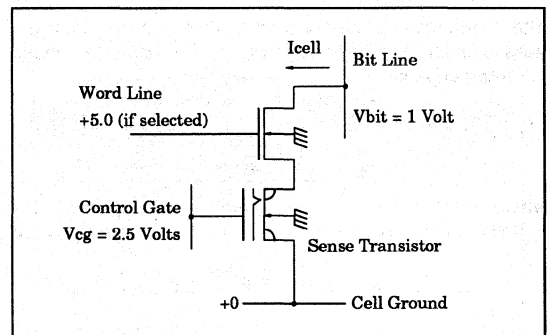 Icell
Bit Line
Word Line
+5.0 (if selected)
Vbit = 1 Volt
Control Gate
Vcg = 2.5 Volts
Sense Transistor
+0
Cell Ground